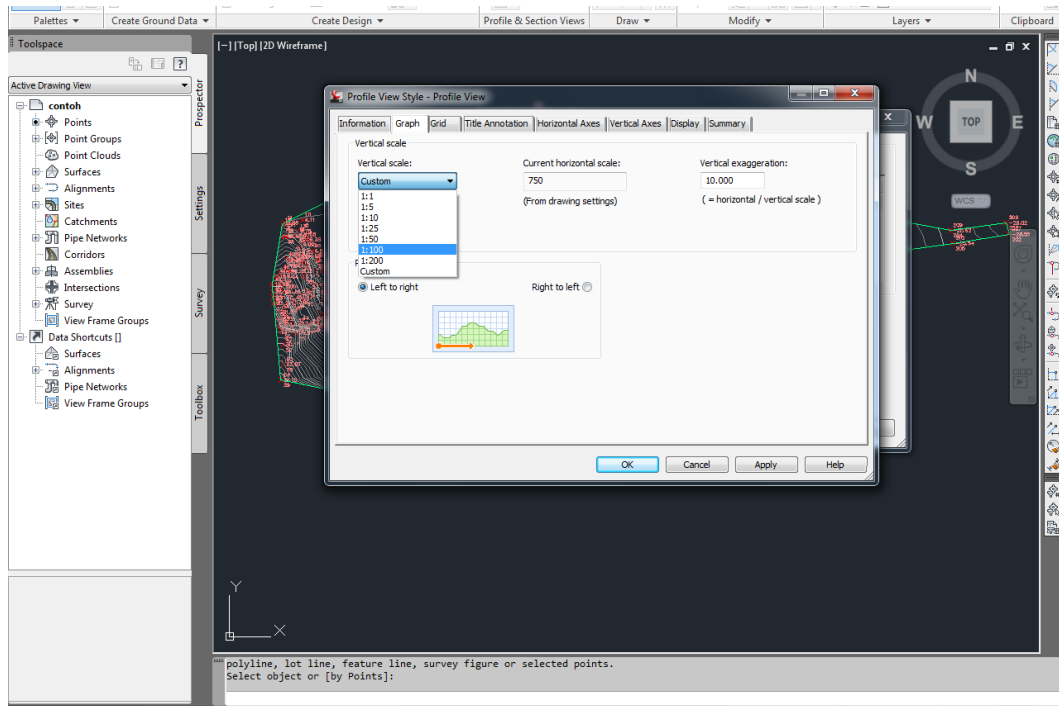 Palettes Create Ground Data Create Design Profile & Section Views Draw Modify Layers Clipboard
Toolspace
[−] [Top] [2D Wireframe]
?
Active Drawing View
contoh
Points
Point Groups
Point Clouds
Surfaces
Alignments
Sites
Catchments
Pipe Networks
Corridors
Assemblies
Intersections
Survey
View Frame Groups
Data Shortcuts []
Surfaces
Alignments
Pipe Networks
View Frame Groups
Prospector
Settings
Survey
Toolbox
Profile View Style - Profile View
Information Graph Grid Title Annotation Horizontal Axes Vertical Axes Display Summary
Vertical scale
Vertical scale: Current horizontal scale: Vertical exaggeration:
Custom 750 10.000
(From drawing settings) ( = horizontal / vertical scale )
1:1
1:5
1:10
1:25
1:50
1:100
1:200
Custom
Left to right Right to left
OK Cancel Apply Help
N
W TOP E
S
WCS
Y
X
polyline, lot line, feature line, survey figure or selected points.
Select object or [by Points]: